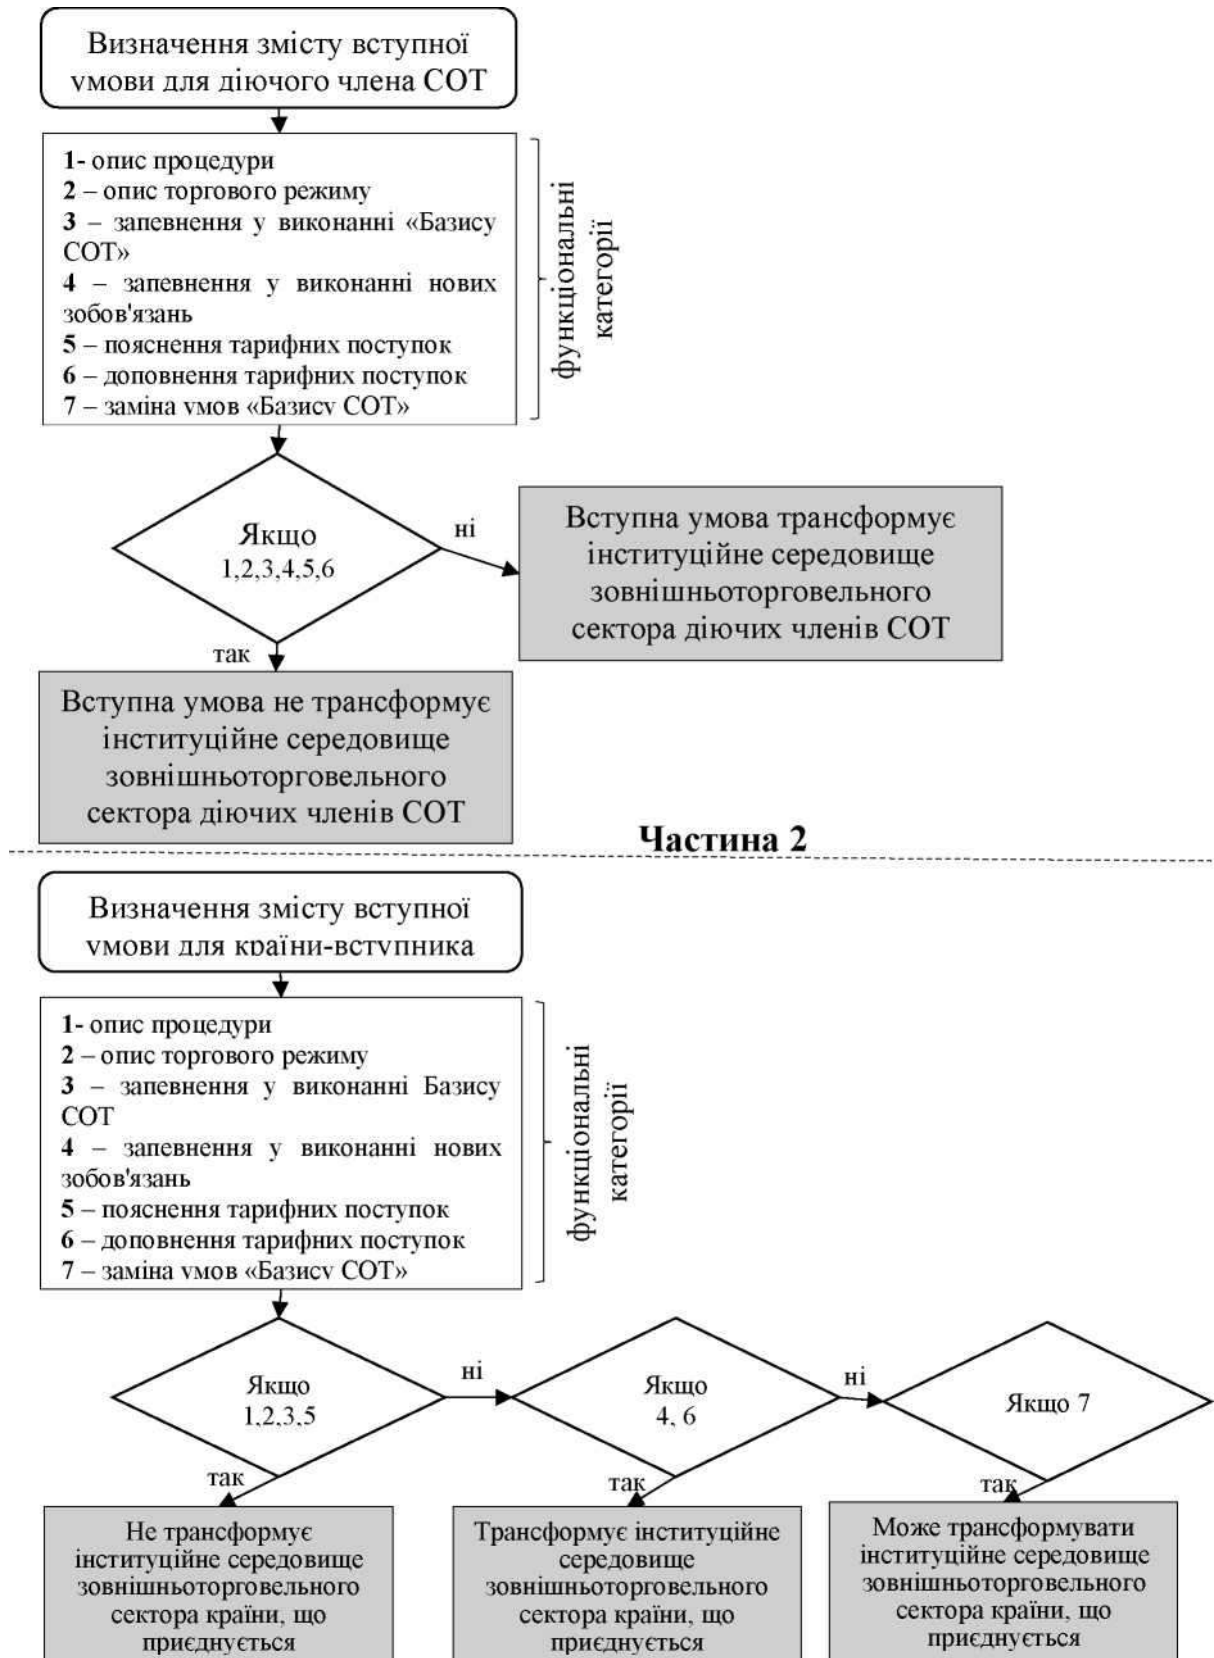 Визначення змісту вступної
умови для діючого члена СОТ
1- опис процедури
2 – опис торгового режиму
3 – запевнення у виконанні «Базису
СОТ»
4 – запевнення у виконанні нових
зобов'язань
5 – пояснення тарифних поступок
6 – доповнення тарифних поступок
7 – заміна умов «Базису СОТ»
функціональні
категорії
Якщо
1,2,3,4,5,6
ні
Вступна умова трансформує
інституційне середовище
зовнішньоторговельного
сектора діючих членів СОТ
так
Вступна умова не трансформує
інституційне середовище
зовнішньоторговельного
сектора діючих членів СОТ
Частина 2
Визначення змісту вступної
умови для країни-вступника
1- опис процедури
2 – опис торгового режиму
3 – запевнення у виконанні Базису
СОТ
4 – запевнення у виконанні нових
зобов'язань
5 – пояснення тарифних поступок
6 – доповнення тарифних поступок
7 – заміна умов «Базису СОТ»
функціональні
категорії
Якщо
1,2,3,5
ні
Якщо
4, 6
ні
Якщо 7
так
так
так
Не трансформує
інституційне середовище
зовнішньоторговельного
сектора країни, що
приєднується
Трансформує інституційне
середовище
зовнішньоторговельного
сектора країни, що
приєднується
Може трансформувати
інституційне середовище
зовнішньоторговельного
сектора країни, що
приєднується